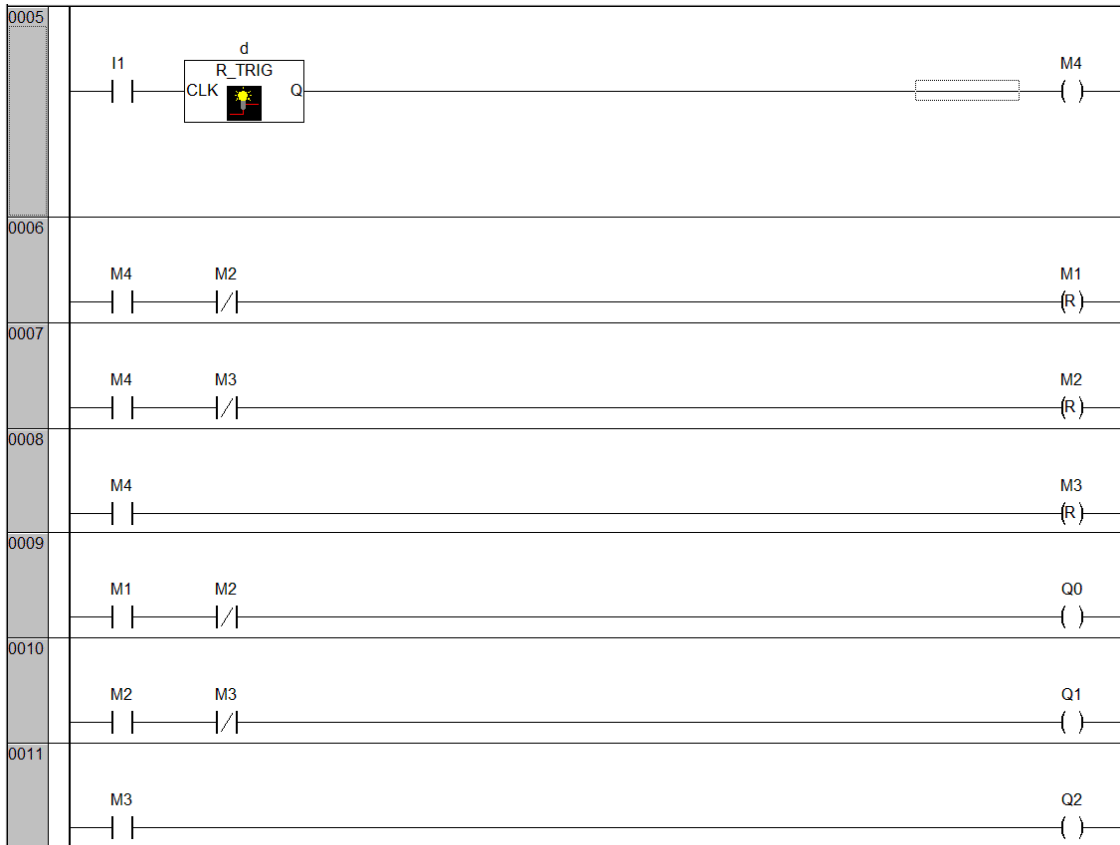 0005
I1
d
R_TRIG
CLK Q
M4
0006
M4 M2 M1
R
0007
M4 M3 M2
R
0008
M4 M3
R
0009
M1 M2 Q0
0010
M2 M3 Q1
0011
M3 Q2